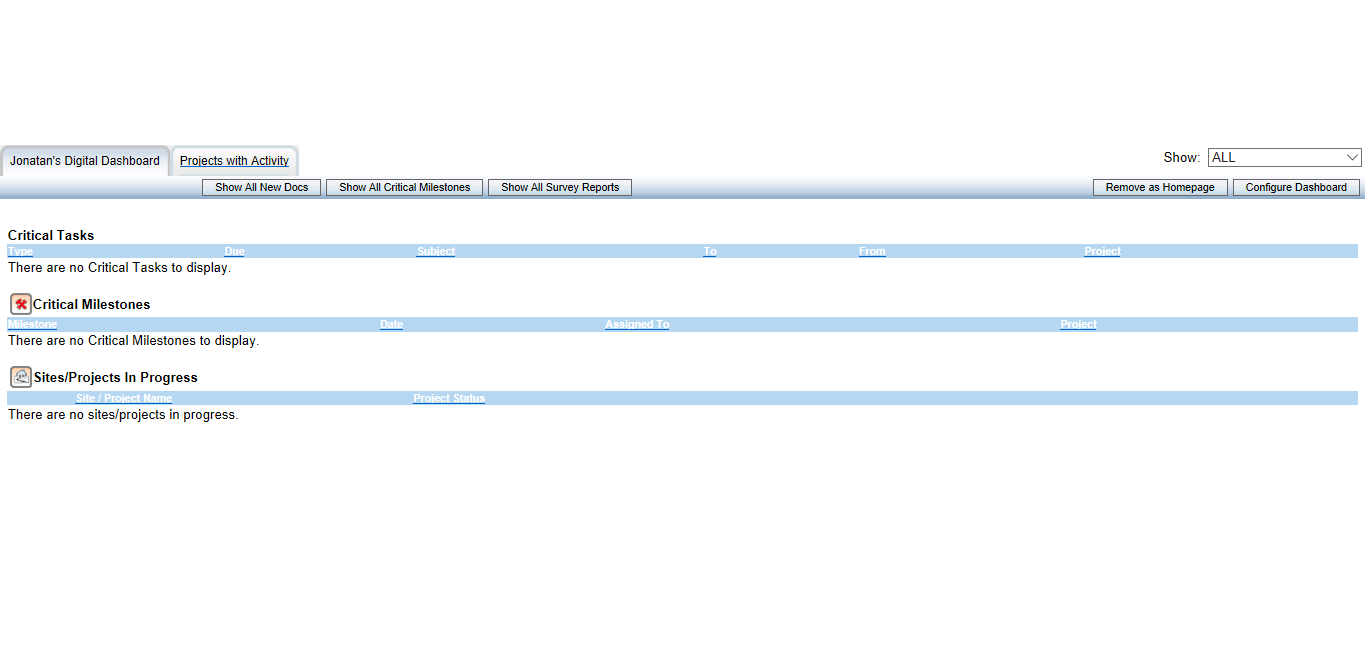 Jonatan's Digital Dashboard Projects with Activity Show: ALL
Show All New Docs Show All Critical Milestones Show All Survey Reports Remove as Homepage Configure Dashboard
Critical Tasks
Type Due Subject To From Project
There are no Critical Tasks to display.
Critical Milestones
Milestone Date Assigned To Project
There are no Critical Milestones to display.
Sites/Projects In Progress
Site / Project Name Project Status
There are no sites/projects in progress.